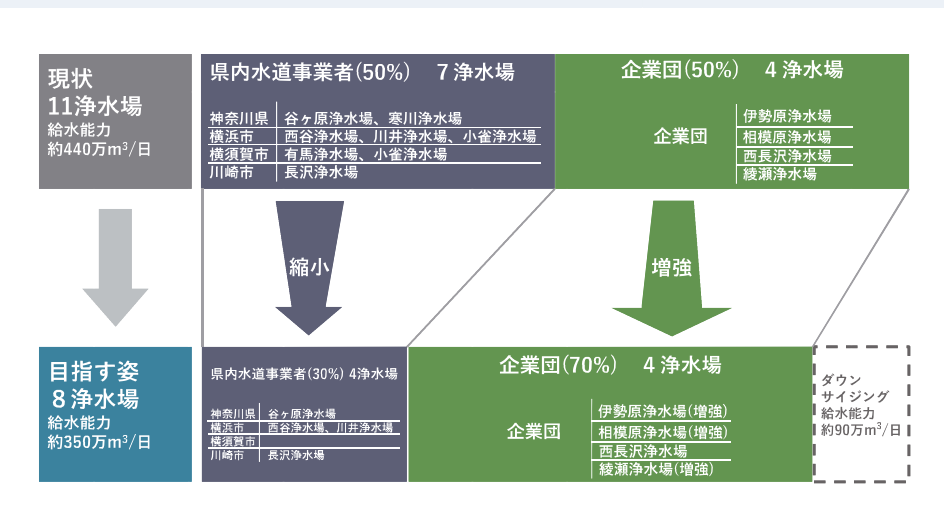 現状
11浄水場
給水能力
約440万m³/日
県内水道事業者(50%)　7浄水場
神奈川県 谷ヶ原浄水場、寒川浄水場
横浜市 西谷浄水場、川井浄水場、小雀浄水場
横須賀市 有馬浄水場、小雀浄水場
川崎市 長沢浄水場
企業団(50%)　4浄水場
企業団
伊勢原浄水場
相模原浄水場
西長沢浄水場
綾瀬浄水場
縮小
増強
目指す姿
8浄水場
給水能力
約350万m³/日
県内水道事業者(30%) 4浄水場
神奈川県 谷ヶ原浄水場
横浜市 西谷浄水場、川井浄水場
横須賀市
川崎市 長沢浄水場
企業団(70%)　4浄水場
企業団
伊勢原浄水場(増強)
相模原浄水場(増強)
西長沢浄水場
綾瀬浄水場(増強)
ダウン
サイジング
給水能力
約90万m³/日